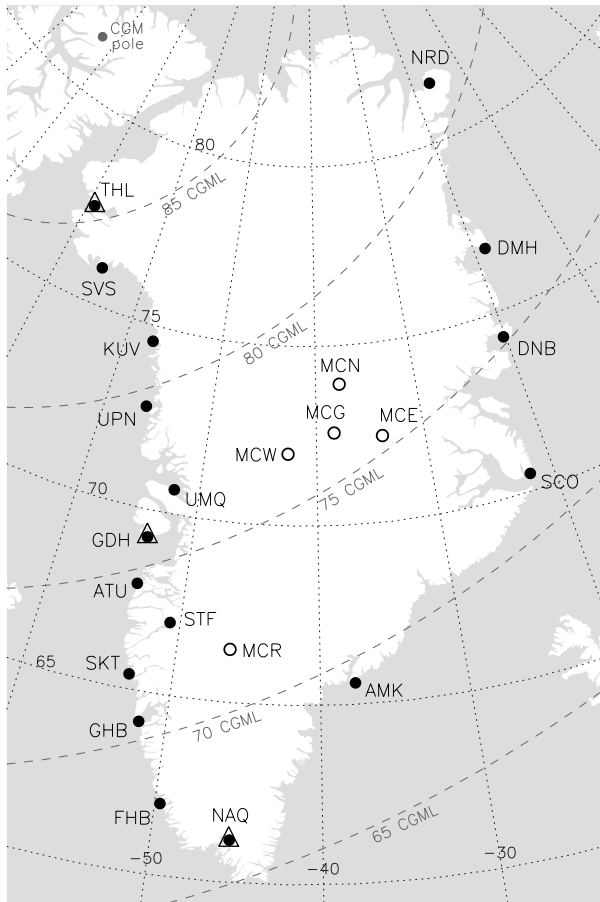 CGM
pole
NRD
80
THL
85 CGML
DMH
SVS
75
KUV
80 CGML
DNB
MCN
UPN
MCG
MCE
MCW
70
75 CGML
SCO
UMQ
GDH
ATU
STF
MCR
65
SKT
AMK
GHB
70 CGML
FHB
NAQ
65 CGML
−50
−40
−30